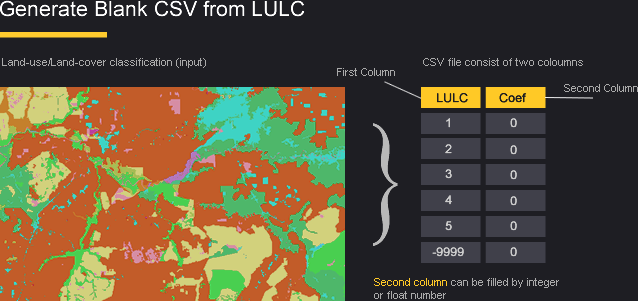 Generate Blank CSV from LULC
Land-use/Land-cover classification (input)
CSV file consist of two coloumns
First Column
Second Column
LULC Coef
1 0
2 0
3 0
4 0
5 0
-9999 0
Second column can be filled by integer
or float number